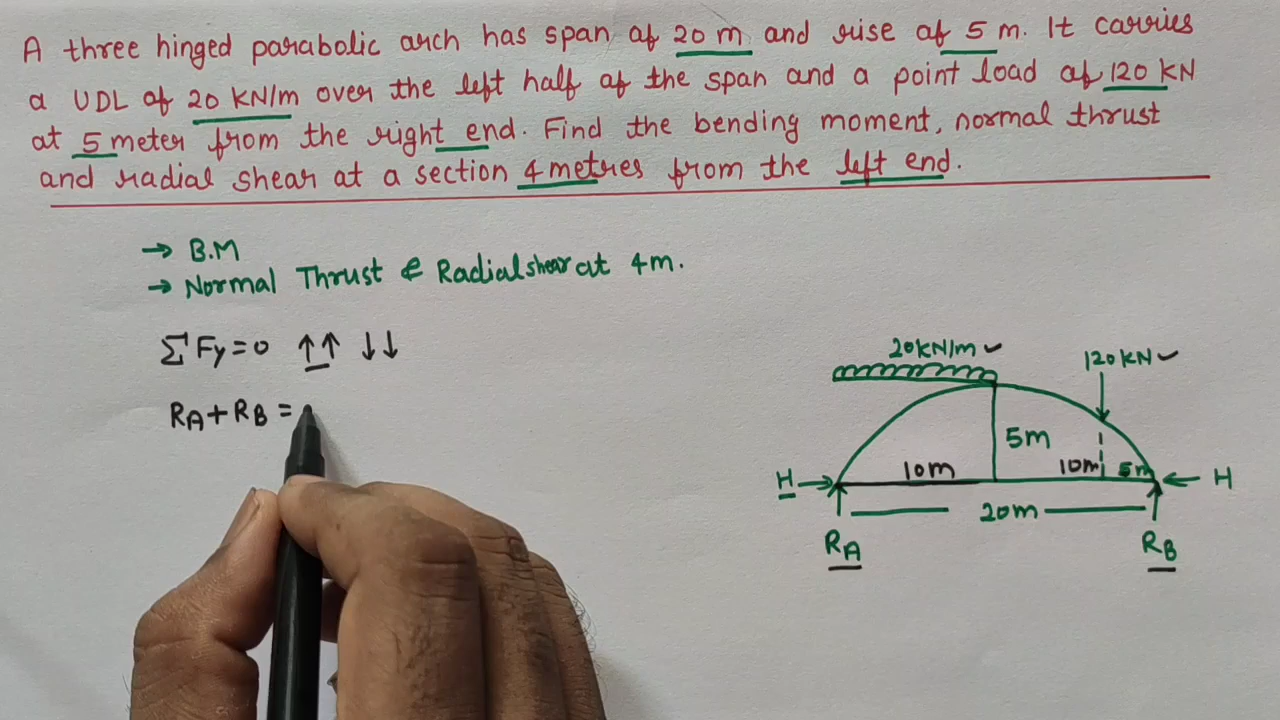 A three hinged parabolic arch has span of 20 m and rise of 5 m. It carries
a UDL of 20 KN/m over the left half of the span and a point load of 120 KN
at 5 meter from the right end. Find the bending moment, normal thrust
and radial shear at a section 4 metres from the left end.
→ B.M
→ Normal Thrust & Radial shear at 4m.
ΣFy=0 ↑↑ ↓↓
RA+RB =
20KN/m ✓
120KN ✓
5m
10m
10m
5m
H
H
20m
RA
RB